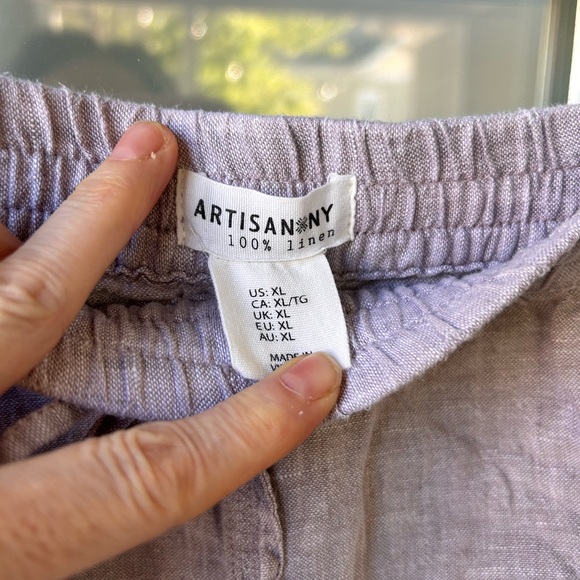 ARTISAN NY
100% linen
US: XL
CA: XL/TG
UK: XL
EU: XL
AU: XL
MADE IN